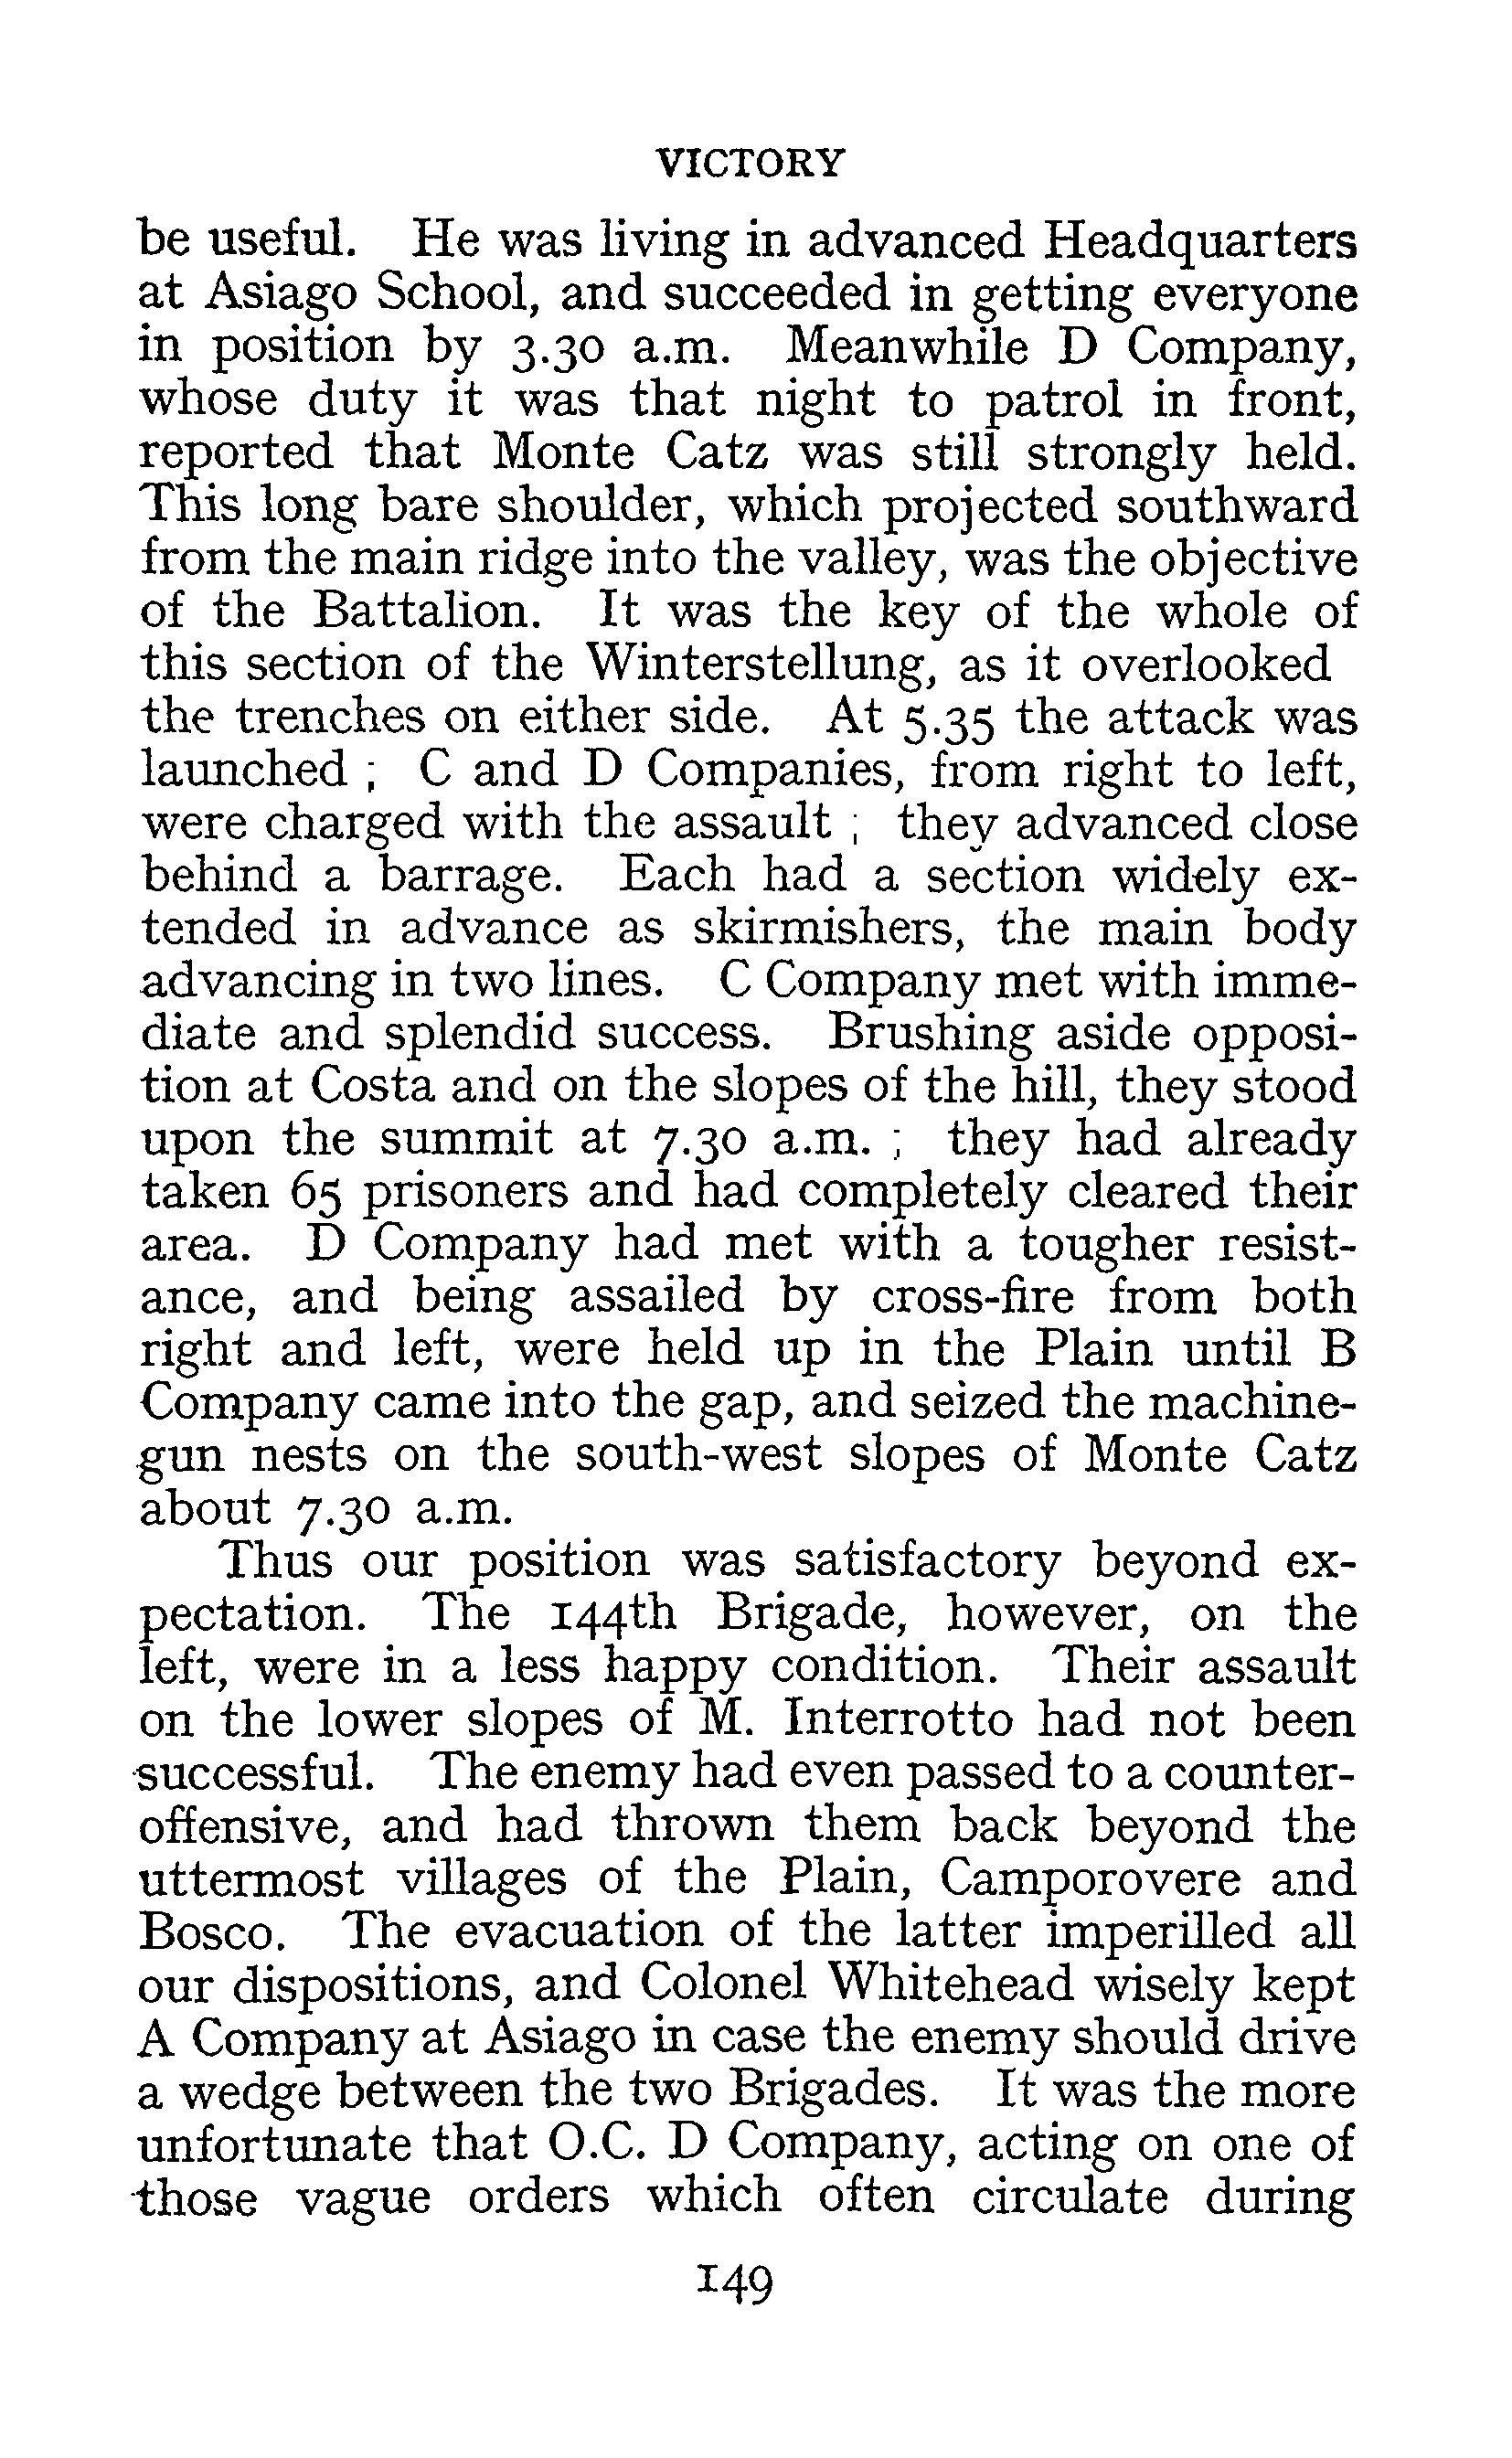 VICTORY
be useful. He was living in advanced Headquarters
at Asiago School, and succeeded in getting everyone
in position by 3.30 a.m. Meanwhile D Company,
whose duty it was that night to patrol in front,
reported that Monte Catz was still strongly held.
This long bare shoulder, which projected southward
from the main ridge into the valley, was the objective
of the Battalion. It was the key of the whole of
this section of the Winterstellung, as it overlooked
the trenches on either side. At 5.35 the attack was
launched ; C and D Companies, from right to left,
were charged with the assault ; they advanced close
behind a barrage. Each had a section widely ex-
tended in advance as skirmishers, the main body
advancing in two lines. C Company met with imme-
diate and splendid success. Brushing aside opposi-
tion at Costa and on the slopes of the hill, they stood
upon the summit at 7.30 a.m. ; they had already
taken 65 prisoners and had completely cleared their
area. D Company had met with a tougher resist-
ance, and being assailed by cross-fire from both
right and left, were held up in the Plain until B
Company came into the gap, and seized the machine-
gun nests on the south-west slopes of Monte Catz
about 7.30 a.m.
Thus our position was satisfactory beyond ex-
pectation. The 144th Brigade, however, on the
left, were in a less happy condition. Their assault
on the lower slopes of M. Interrotto had not been
successful. The enemy had even passed to a counter-
offensive, and had thrown them back beyond the
uttermost villages of the Plain, Camporovere and
Bosco. The evacuation of the latter imperilled all
our dispositions, and Colonel Whitehead wisely kept
A Company at Asiago in case the enemy should drive
a wedge between the two Brigades. It was the more
unfortunate that O.C. D Company, acting on one of
those vague orders which often circulate during
149